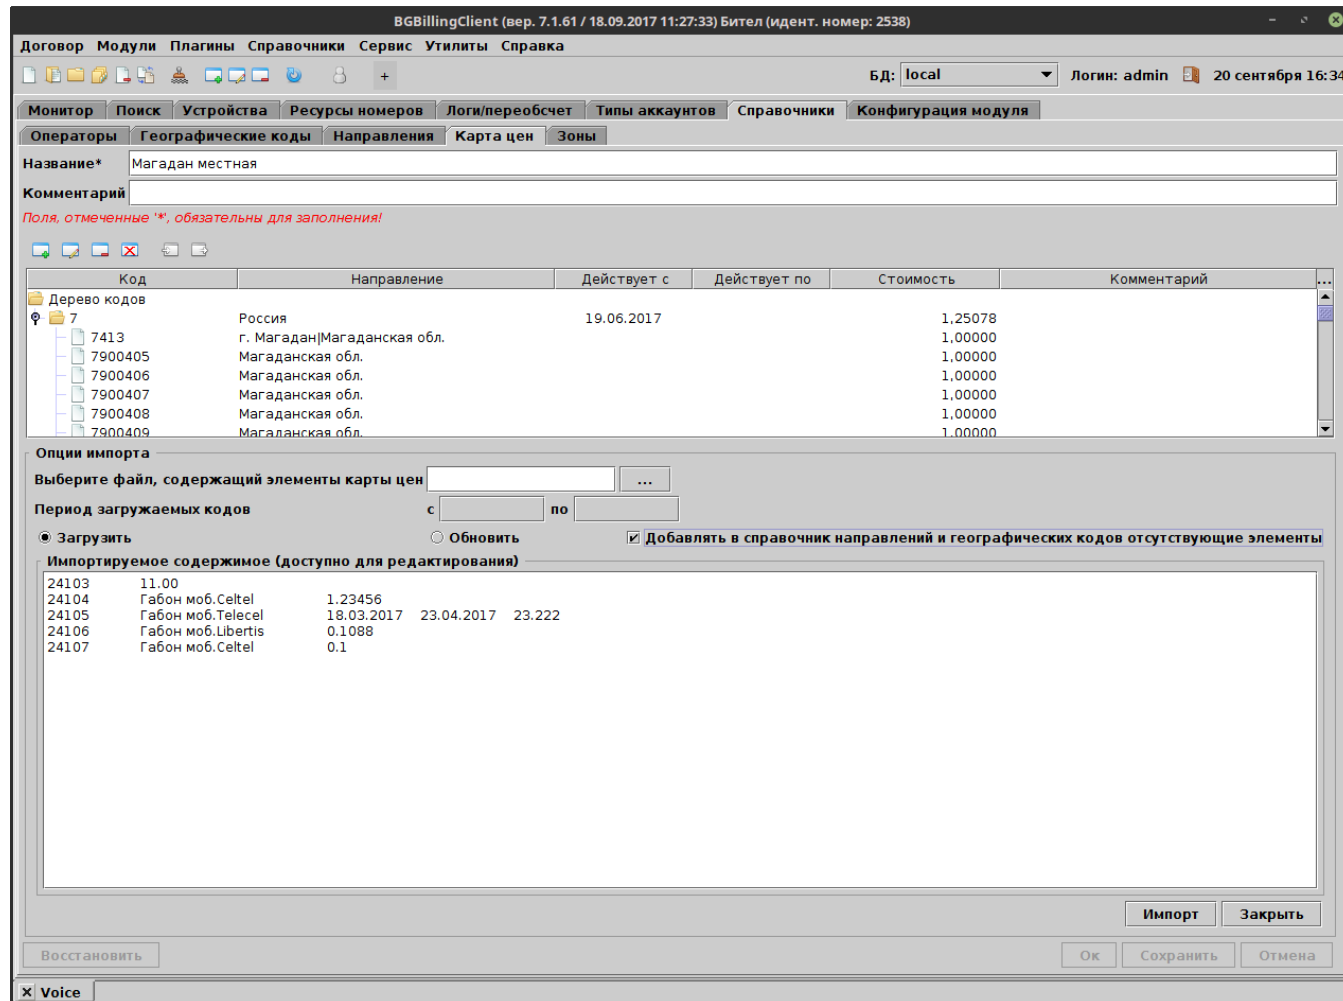 BGBillingClient (вер. 7.1.61 / 18.09.2017 11:27:33) Бител (идент. номер: 2538)
Договор Модули Плагины Справочники Сервис Утилиты Справка
+ БД: local Логин: admin 20 сентября 16:34
Монитор Поиск Устройства Ресурсы номеров Логи/переобсчет Типы аккаунтов Справочники Конфигурация модуля
Операторы Географические коды Направления Карта цен Зоны
Название* Магадан местная
Комментарий
Поля, отмеченные '*', обязательны для заполнения!
Код Направление Действует с Действует по Стоимость Комментарий ...
Дерево кодов
7 Россия 19.06.2017 1,25078
7413 г. Магадан|Магаданская обл. 1,00000
7900405 Магаданская обл. 1,00000
7900406 Магаданская обл. 1,00000
7900407 Магаданская обл. 1,00000
7900408 Магаданская обл. 1,00000
7900409 Магаданская обл. 1,00000
Опции импорта
Выберите файл, содержащий элементы карты цен ...
Период загружаемых кодов с по
Загрузить Обновить Добавлять в справочник направлений и географических кодов отсутствующие элементы
Импортируемое содержимое (доступно для редактирования)
24103 11.00
24104 Габон моб.Celtel 1.23456
24105 Габон моб.Telecel 18.03.2017 23.04.2017 23.222
24106 Габон моб.Libertis 0.1088
24107 Габон моб.Celtel 0.1
Импорт Закрыть
Восстановить Ок Сохранить Отмена
x Voice